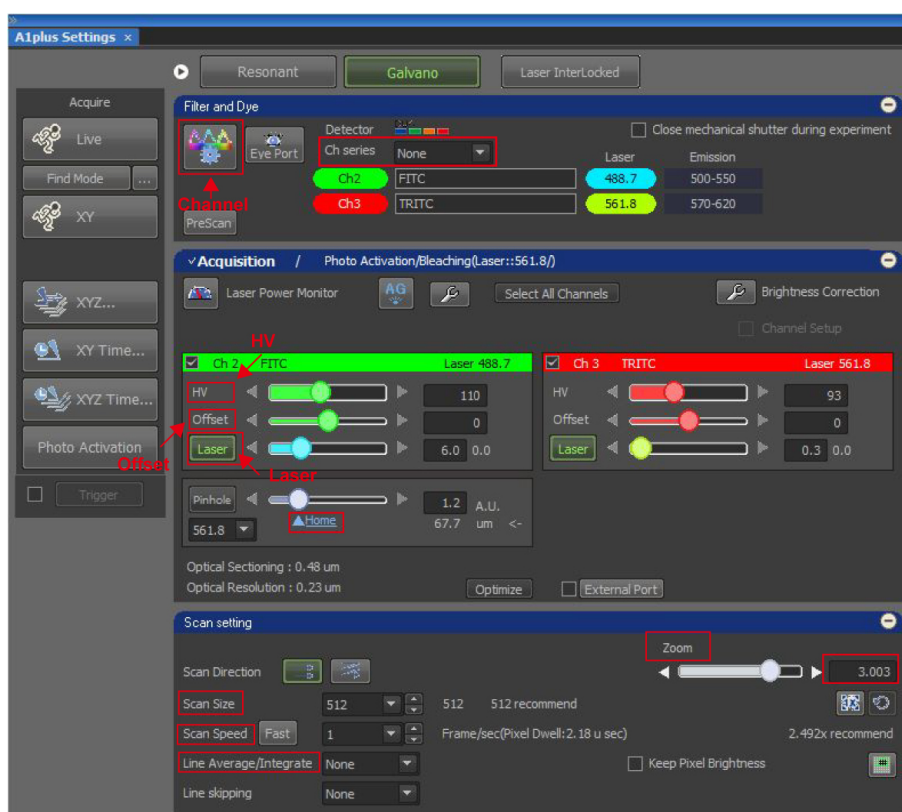 »
A1plus Settings ×
Resonant Galvano Laser InterLocked
Acquire
Live
Find Mode ...
XY
XYZ...
XY Time...
XYZ Time...
Photo Activation
Offset
Trigger
Filter and Dye
Detector Close mechanical shutter during experiment
Eye Port Ch series None Laser Emission
Ch2 FITC 488.7 500-550
Channel Ch3 TRITC 561.8 570-620
PreScan
Acquisition / Photo Activation/Bleaching(Laser::561.8/)
Laser Power Monitor AG Select All Channels Brightness Correction
Channel Setup
HV
Ch 2 FITC Laser 488.7 Ch 3 TRITC Laser 561.8
HV 110 HV 93
Offset 0 Offset 0
Laser 6.0 0.0 Laser 0.3 0.0
Laser
Pinhole 1.2 A.U.
561.8 Home 67.7 um <-
Optical Sectioning : 0.48 um
Optical Resolution : 0.23 um Optimize External Port
Scan setting
Zoom
Scan Direction 3.003
Scan Size 512 512 512 recommend
Scan Speed Fast 1 Frame/sec(Pixel Dwell:2.18 u sec) 2.492x recommend
Line Average/Integrate None Keep Pixel Brightness
Line skipping None